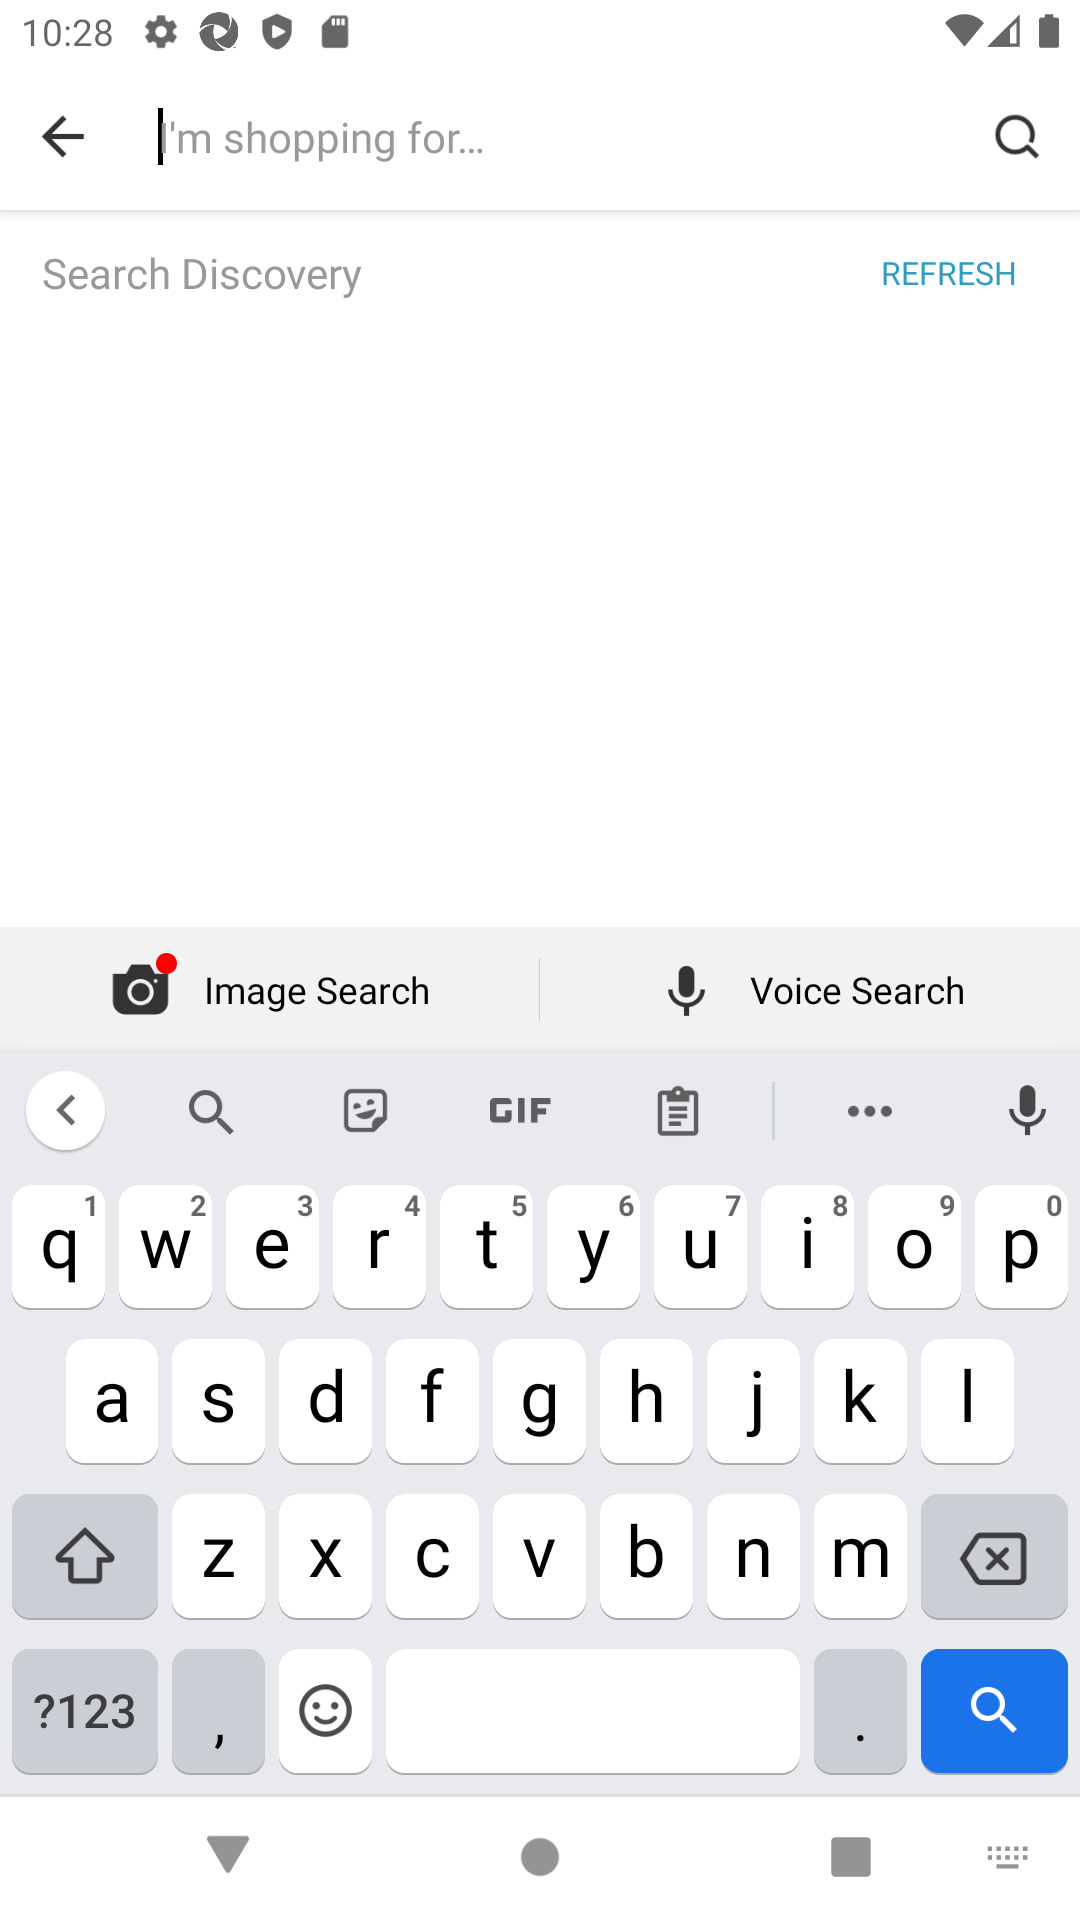 10:28
I'm shopping for...
Search Discovery
REFRESH
Image Search
Voice Search
GIF
1 2 3 4 5 6 7 8 9 0
q w e r t y u i o p
a s d f g h j k l
z x c v b n m
?123 , .